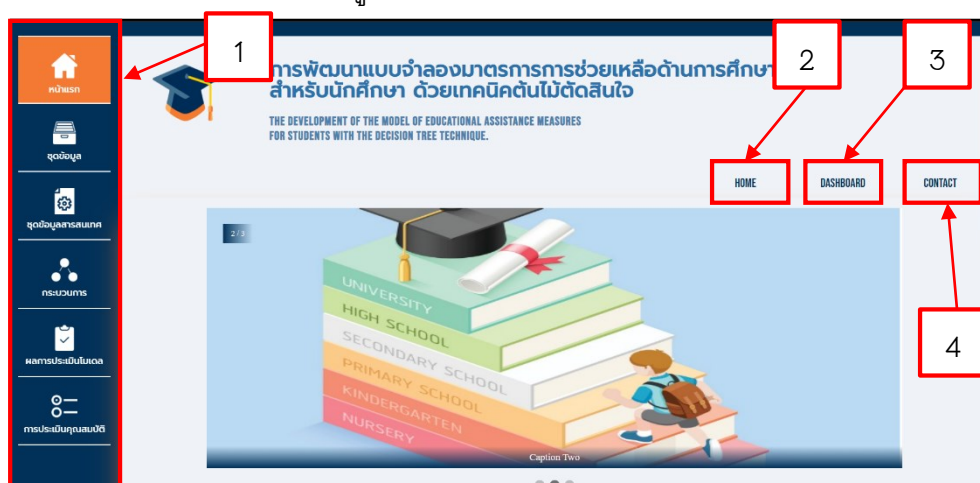 1
2
3
4
หน้าแรก
ชุดข้อมูล
ชุดข้อมูลสารสนเทศ
กระบวนการ
ผลการประเมินโมเดล
การประเมินคุณสมบัติ
การพัฒนาแบบจำลองมาตรการการช่วยเหลือด้านการศึกษา
สำหรับนักศึกษา ด้วยเทคนิคต้นไม้ตัดสินใจ
THE DEVELOPMENT OF THE MODEL OF EDUCATIONAL ASSISTANCE MEASURES
FOR STUDENTS WITH THE DECISION TREE TECHNIQUE.
HOME DASHBOARD CONTACT
2 / 3
UNIVERSITY
HIGH SCHOOL
SECONDARY SCHOOL
PRIMARY SCHOOL
KINDERGARTEN
NURSERY
Caption Two